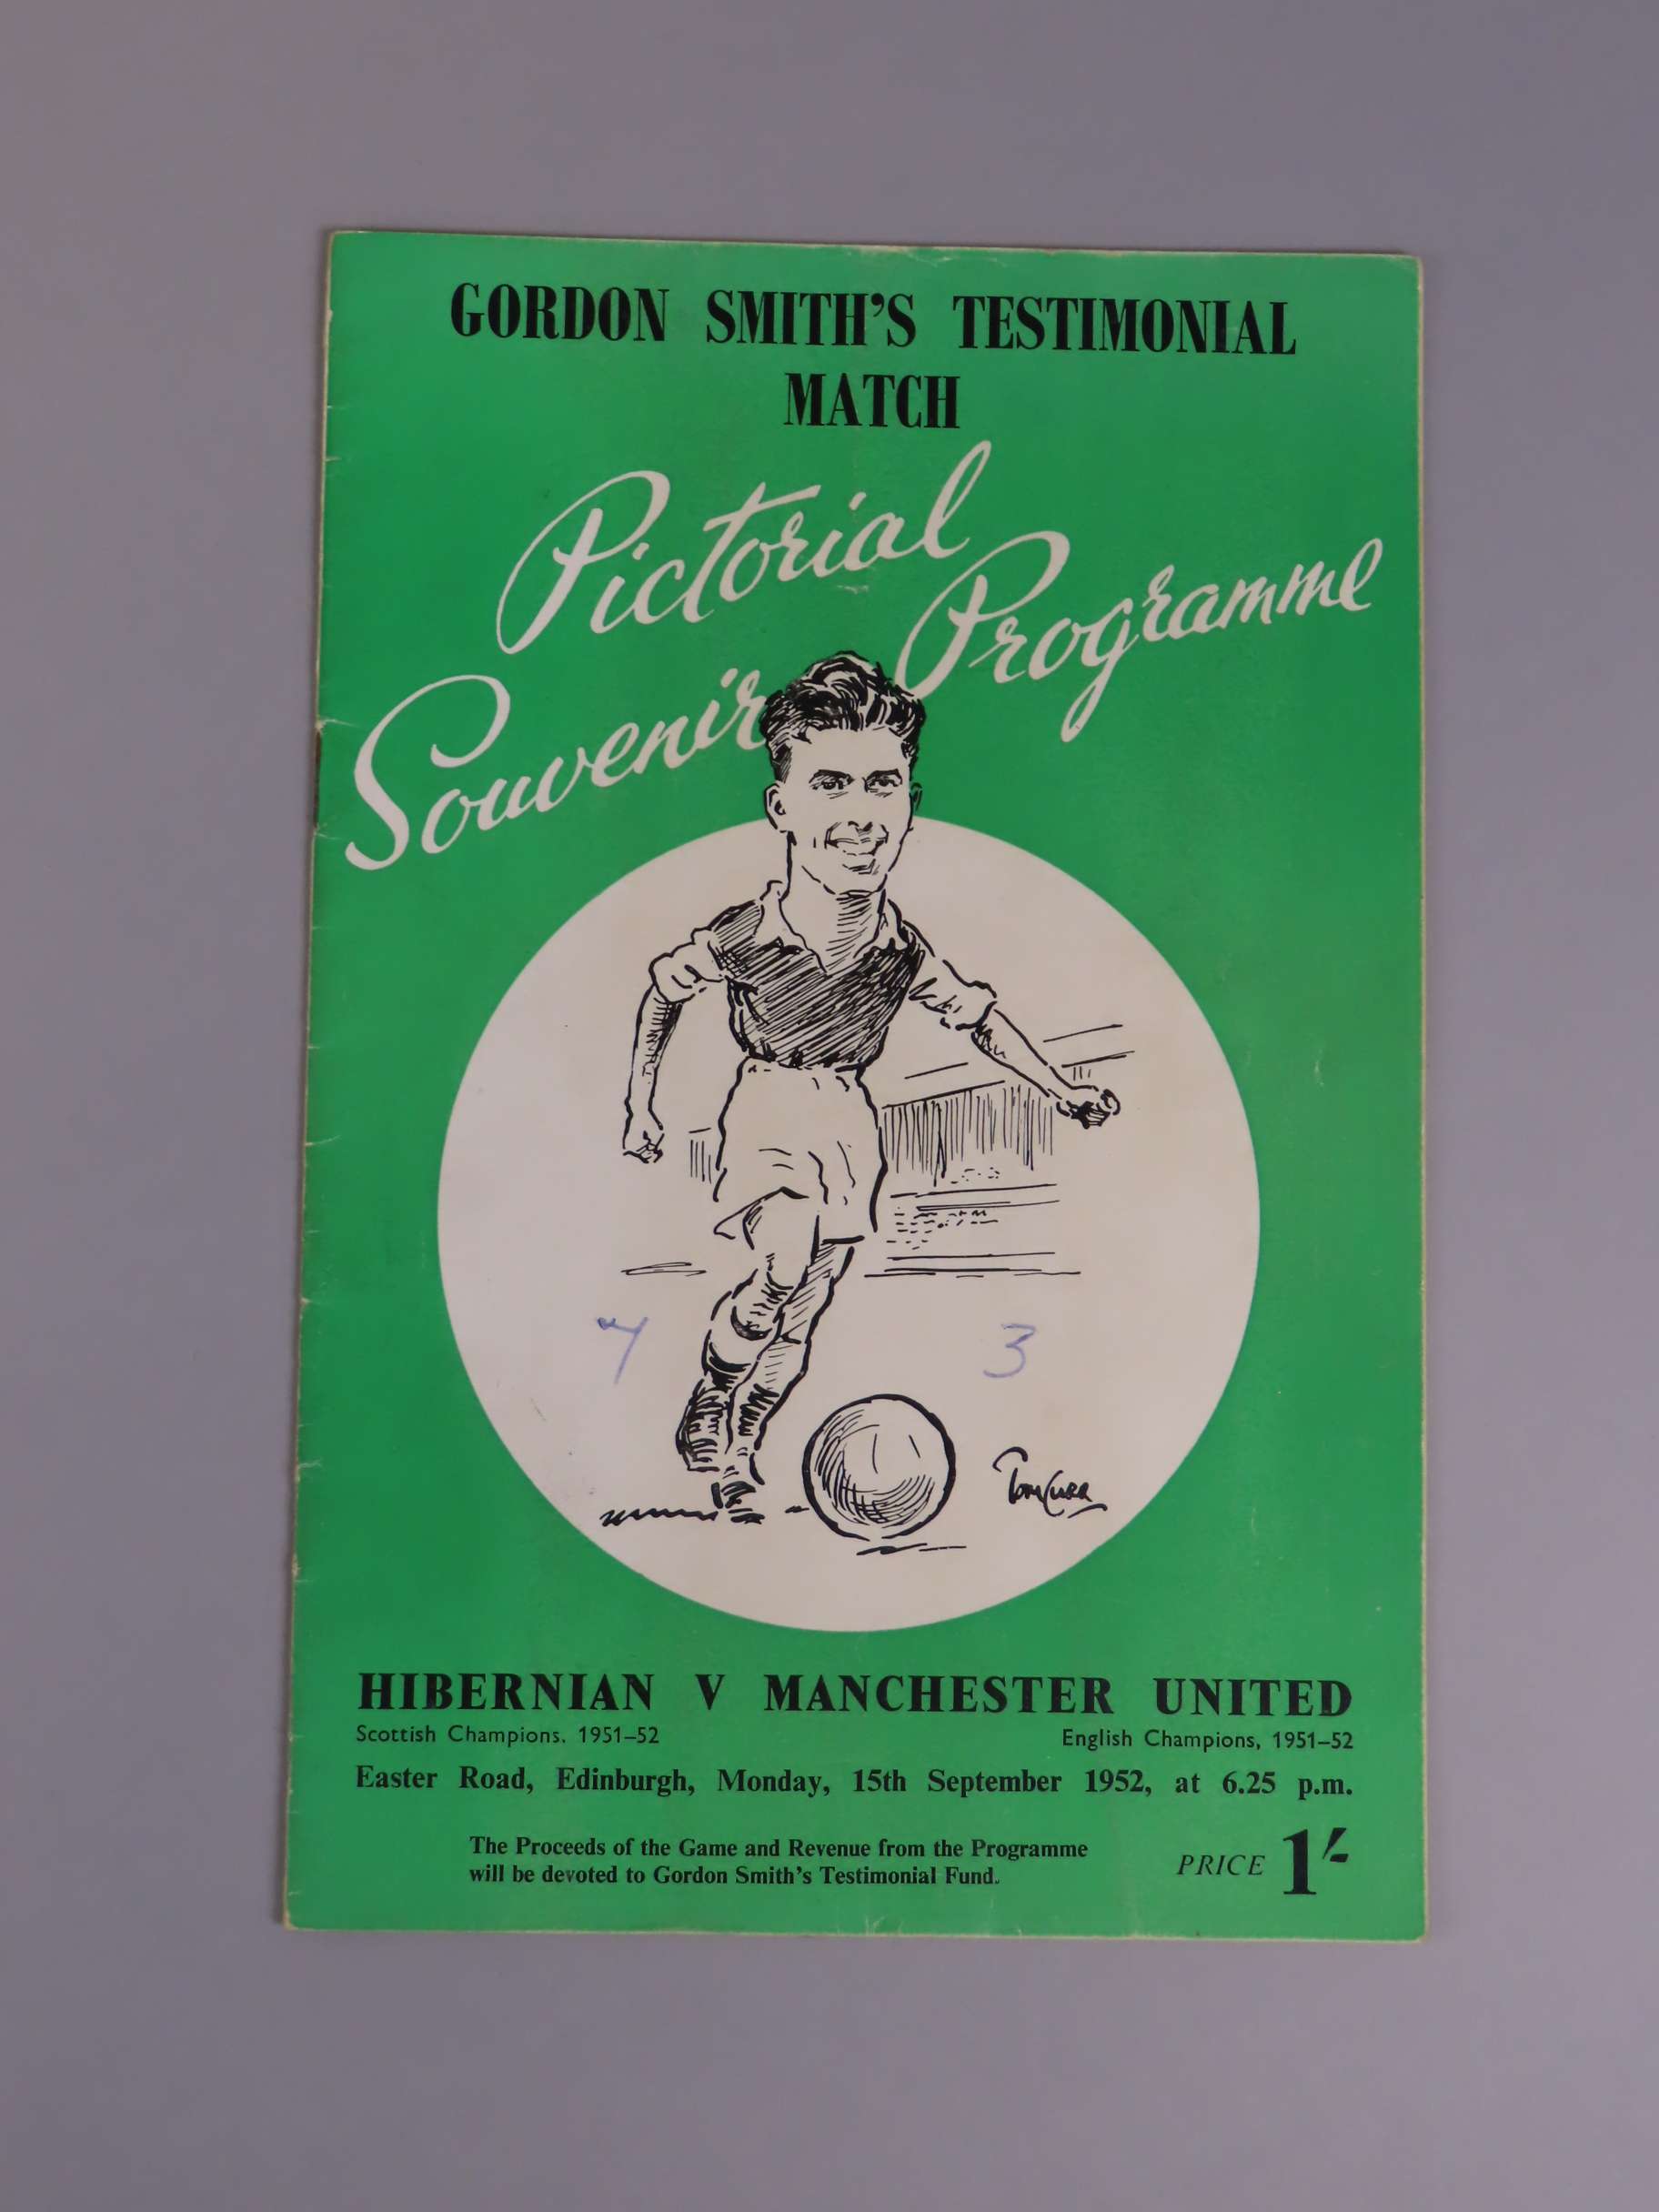 GORDON SMITH'S TESTIMONIAL
MATCH
Pictorial
Souvenir Programme
7 3
Tom Curr
HIBERNIAN V MANCHESTER UNITED
Scottish Champions. 1951–52 English Champions, 1951–52
Easter Road, Edinburgh, Monday, 15th September 1952, at 6.25 p.m.
The Proceeds of the Game and Revenue from the Programme
will be devoted to Gordon Smith's Testimonial Fund.
PRICE 1/-